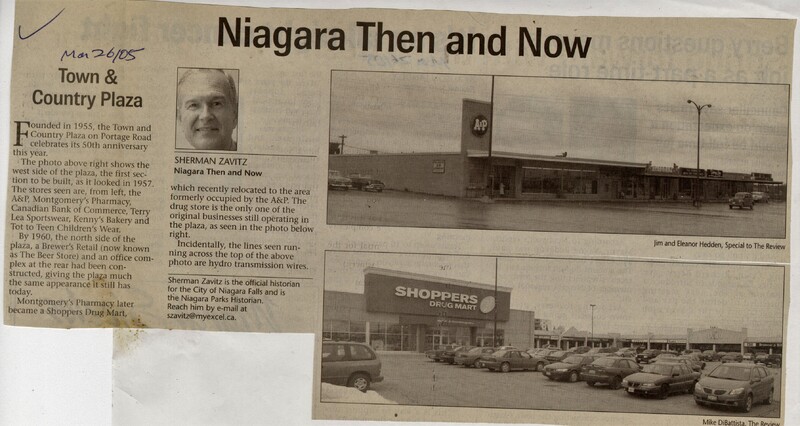 Niagara Then and Now
Mar 26/05
Town &
Country Plaza
Founded in 1955, the Town and
Country Plaza on Portage Road
celebrates its 50th anniversary
this year.
The photo above right shows the
west side of the plaza, the first sec-
tion to be built, as it looked in 1957.
The stores seen are, from left, the
A&P, Montgomery's Pharmacy,
Canadian Bank of Commerce, Terry
Lea Sportswear, Kenny's Bakery and
Tot to Teen Children's Wear.
By 1960, the north side of the
plaza, a Brewer's Retail (now known
as The Beer Store) and an office com-
plex at the rear had been con-
structed, giving the plaza much
the same appearance it still has
today.
Montgomery's Pharmacy later
became a Shoppers Drug Mart,
SHERMAN ZAVITZ
Niagara Then and Now
which recently relocated to the area
formerly occupied by the A&P. The
drug store is the only one of the
original businesses still operating in
the plaza, as seen in the photo below
right.
Incidentally, the lines seen run-
ning across the top of the above
photo are hydro transmission wires.
Sherman Zavitz is the official historian
for the City of Niagara Falls and is
the Niagara Parks Historian.
Reach him by e-mail at
szavitz@myexcel.ca.
A&P
Jim and Eleanor Hedden, Special to The Review
SHOPPERS
DRUG MART
Mike DiBattista, The Review